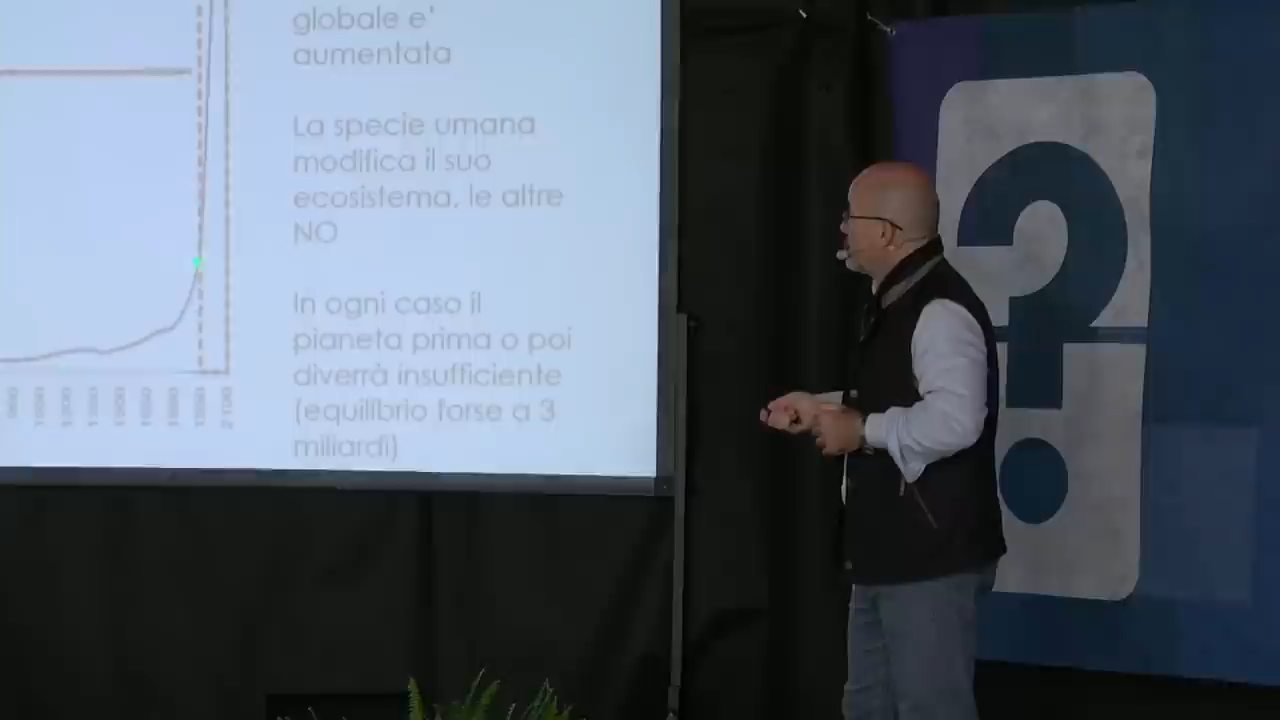 globale e'
aumentata
La specie umana
modifica il suo
ecosistema, le altre
NO
In ogni caso il
pianeta prima o poi
diverrà insufficiente
(equilibrio forse a 3
miliardi)
2100
?